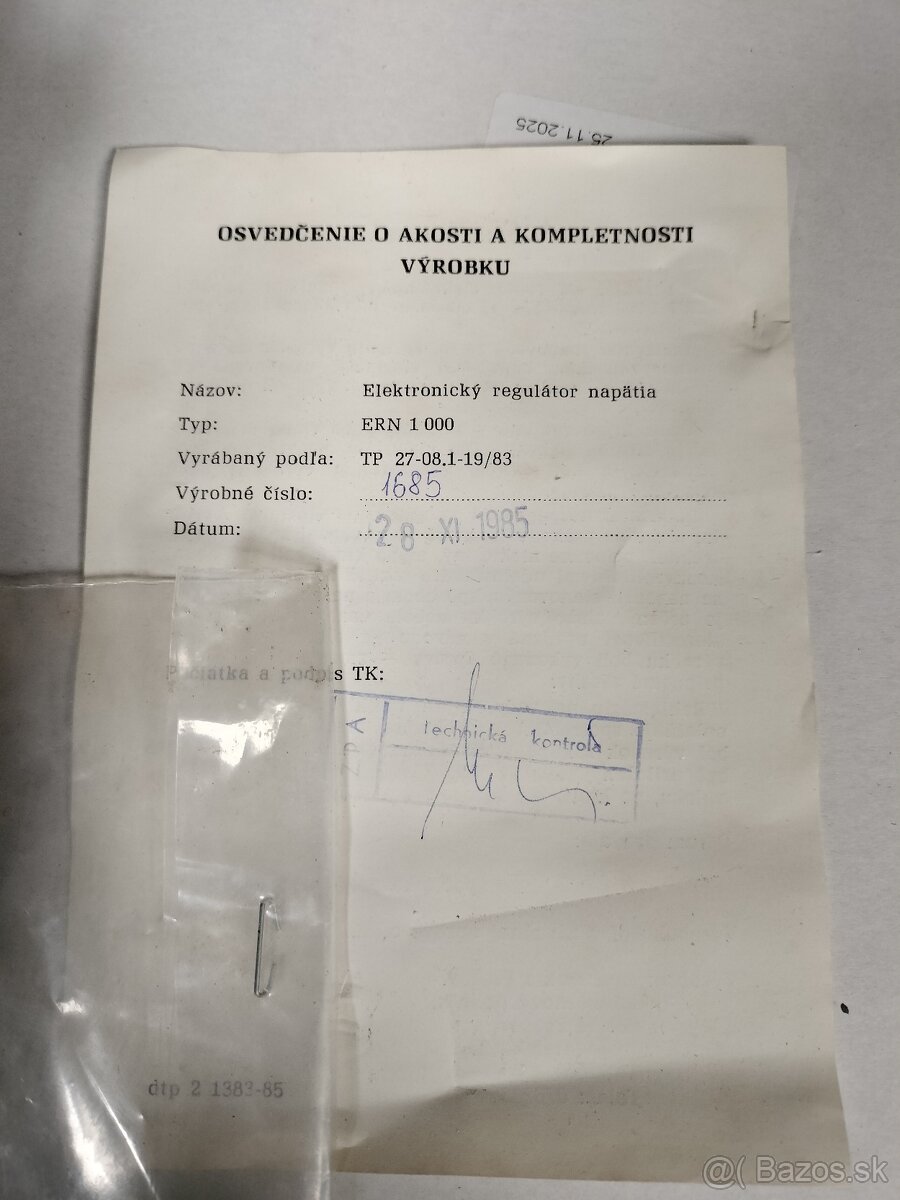 25.11.2025
OSVEDČENIE O AKOSTI A KOMPLETNOSTI
VÝROBKU
Názov: Elektronický regulátor napätia
Typ: ERN 1 000
Vyrábaný podľa: TP 27-08.1-19/83
Výrobné číslo: 1685
Dátum: 28 XI 1985
Pečiatka a podpis TK:
technická kontrola
dtp 2 1383-85
@( Bazos.sk